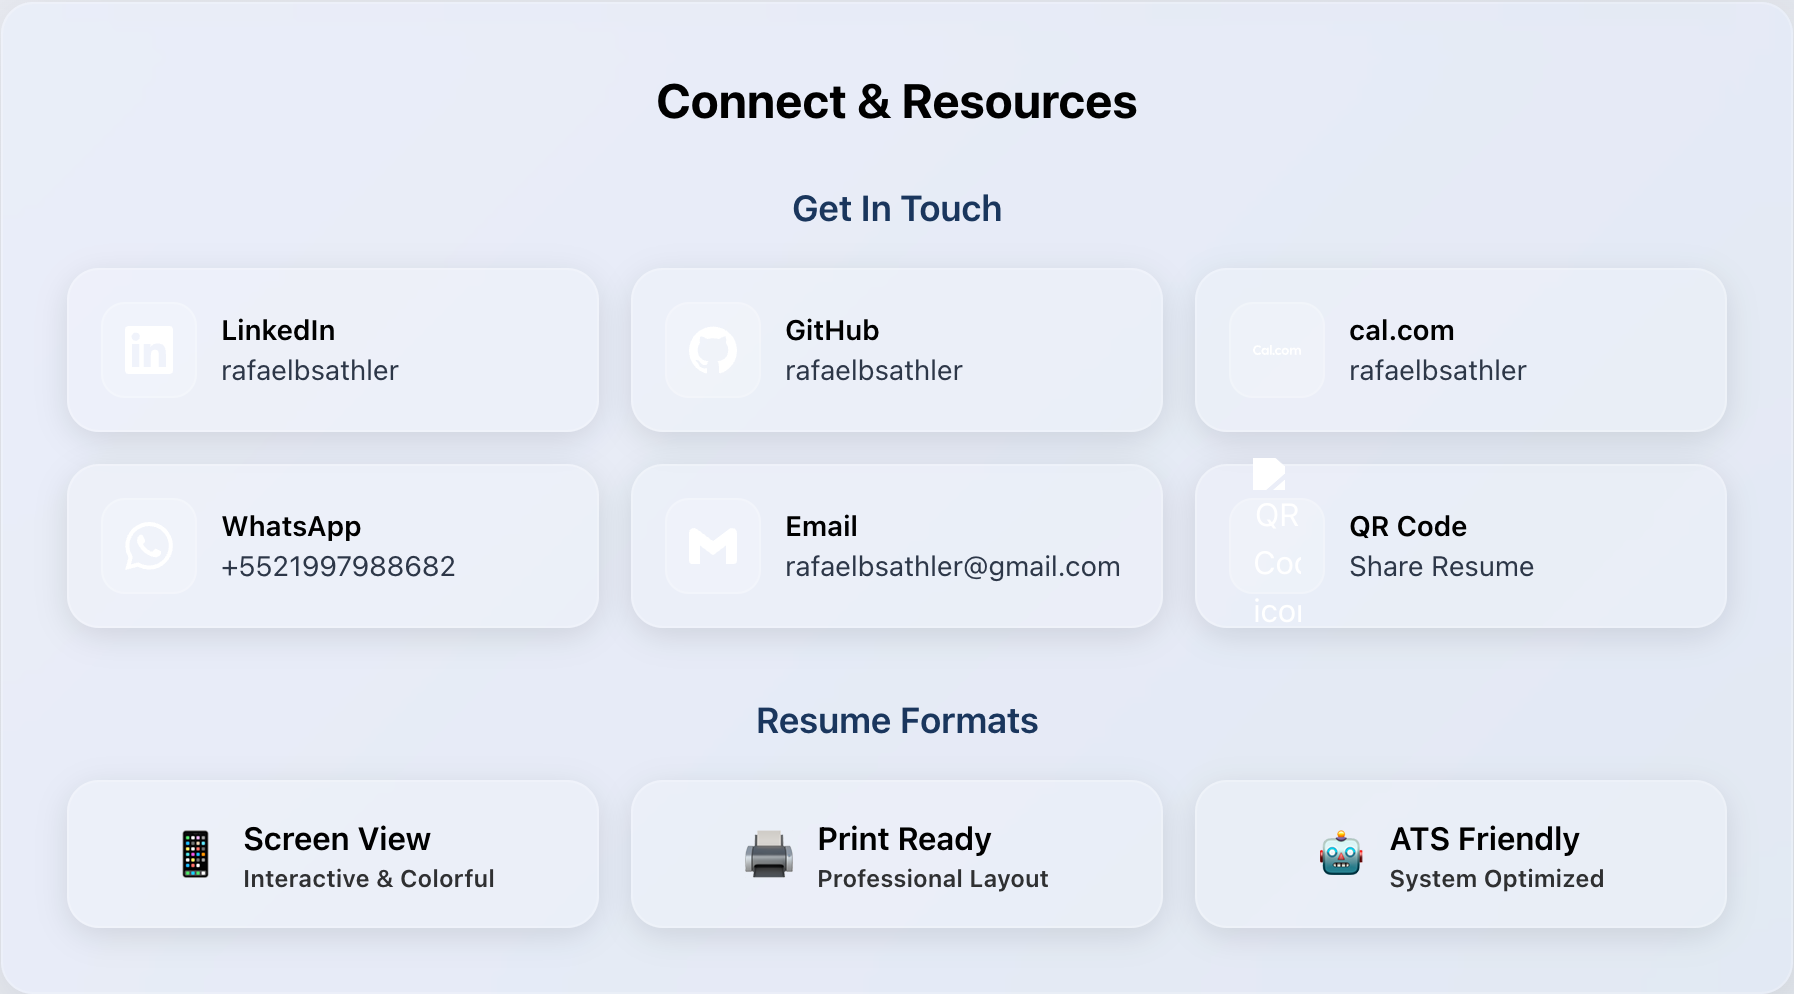 Connect & Resources
Get In Touch
LinkedIn
rafaelbsathler
GitHub
rafaelbsathler
Cal.com
cal.com
rafaelbsathler
WhatsApp
+5521997988682
Email
rafaelbsathler@gmail.com
QR
Cod
icon
QR Code
Share Resume
Resume Formats
Screen View
Interactive & Colorful
Print Ready
Professional Layout
ATS Friendly
System Optimized